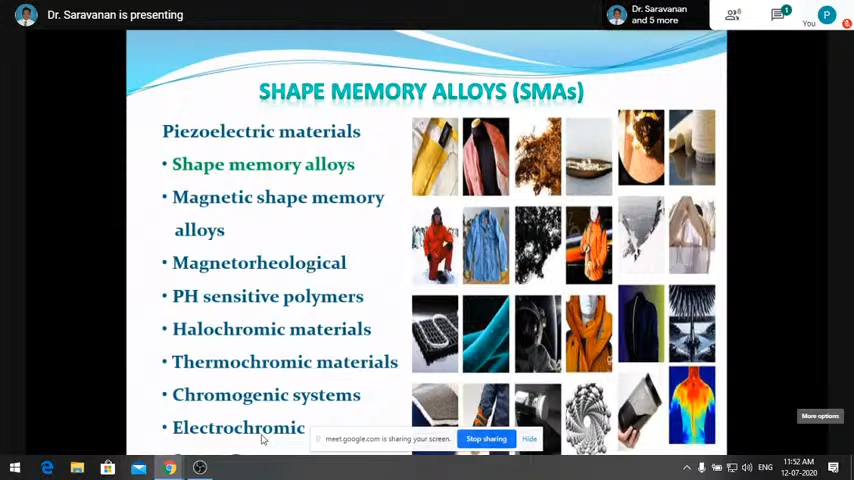 Dr. Saravanan is presenting
Dr. Saravanan
and 5 more
6
1
P
You
SHAPE MEMORY ALLOYS (SMAs)
Piezoelectric materials
• Shape memory alloys
• Magnetic shape memory
alloys
• Magnetorheological
• PH sensitive polymers
• Halochromic materials
• Thermochromic materials
• Chromogenic systems
• Electrochromic
More options
meet.google.com is sharing your screen.
Stop sharing
Hide
ENG
11:52 AM
12-07-2020